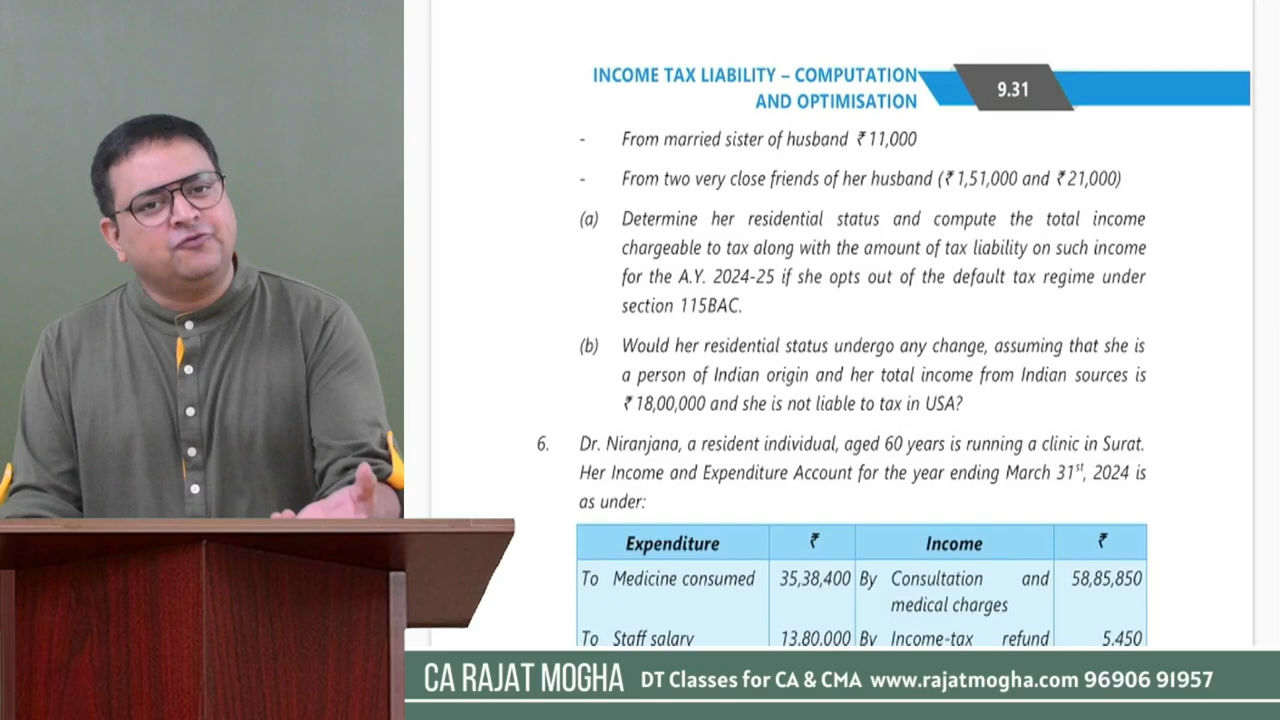 INCOME TAX LIABILITY – COMPUTATION
AND OPTIMISATION
9.31
- From married sister of husband ₹ 11,000
- From two very close friends of her husband (₹ 1,51,000 and ₹ 21,000)
(a) Determine her residential status and compute the total income
chargeable to tax along with the amount of tax liability on such income
for the A.Y. 2024-25 if she opts out of the default tax regime under
section 115BAC.
(b) Would her residential status undergo any change, assuming that she is
a person of Indian origin and her total income from Indian sources is
₹ 18,00,000 and she is not liable to tax in USA?
6. Dr. Niranjana, a resident individual, aged 60 years is running a clinic in Surat.
Her Income and Expenditure Account for the year ending March 31st, 2024 is
as under:
Expenditure ₹ Income ₹
To Medicine consumed 35,38,400 By Consultation and 58,85,850
medical charges
To Staff salary 13,80,000 By Income-tax refund 5,450
CA RAJAT MOGHA DT Classes for CA & CMA www.rajatmogha.com 96906 91957